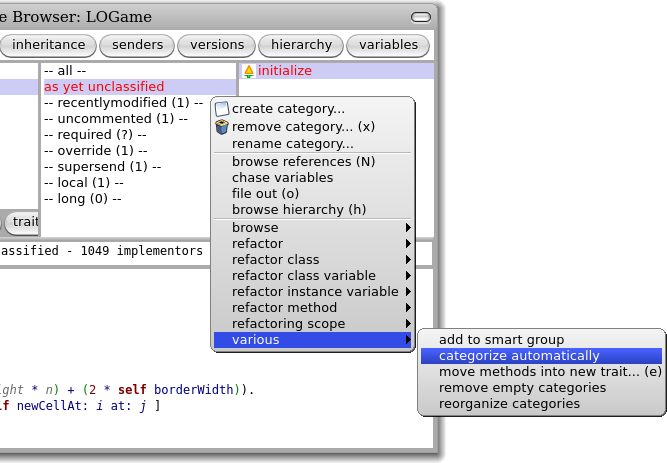 e Browser: LOGame
inheritance senders versions hierarchy variables
-- all --
as yet unclassified
-- recentlymodified (1) --
-- uncommented (1) --
-- required (?) --
-- override (1) --
-- supersend (1) --
-- local (1) --
-- long (0) --
initialize
create category...
remove category... (x)
rename category...
browse references (N)
chase variables
file out (o)
browse hierarchy (h)
browse
refactor
refactor class
refactor class variable
refactor instance variable
refactor method
refactoring scope
various
add to smart group
categorize automatically
move methods into new trait... (e)
remove empty categories
reorganize categories
trait
assified - 1049 implementors
ight * n) + (2 * self borderWidth)).
lf newCellAt: i at: j ]